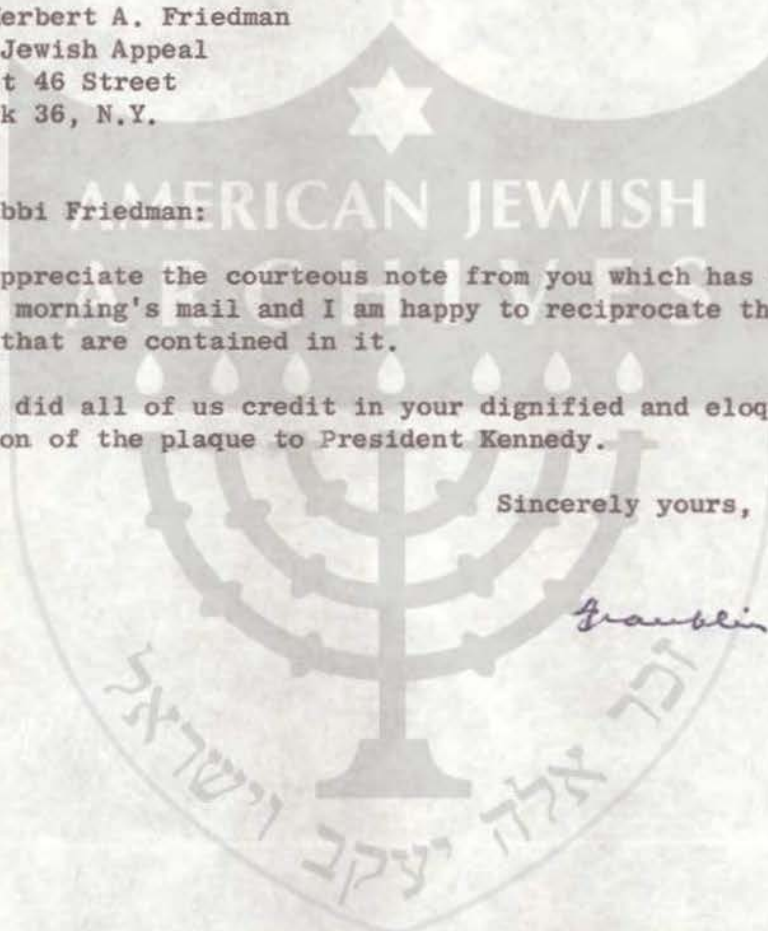 erbert A. Friedman
Jewish Appeal
t 46 Street
k 36, N.Y.
AMERICAN JEWISH
ARCHIVES
bbi Friedman:
ppreciate the courteous note from you which has
morning's mail and I am happy to reciprocate th
that are contained in it.
did all of us credit in your dignified and eloq
on of the plaque to President Kennedy.
Sincerely yours,
Franklin
זכר אלה יעקב וישראל